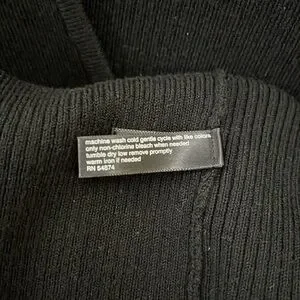 machine wash cold gentle cycle with like colors
only non-chlorine bleach when needed
tumble dry low remove promptly
warm iron if needed
RN 54874